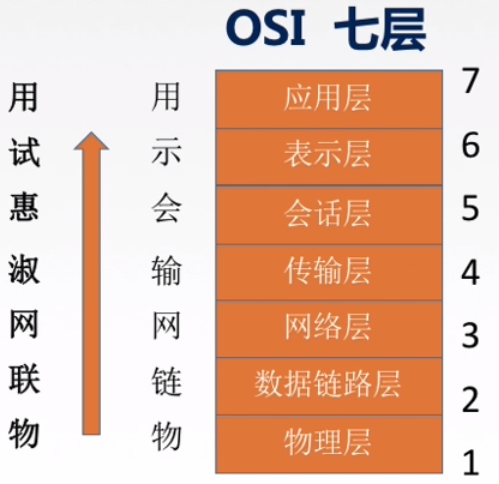 OSI 七层
用 用 应用层 7
试 示 表示层 6
惠 会 会话层 5
淑 输 传输层 4
网 网 网络层 3
联 链 数据链路层 2
物 物 物理层 1